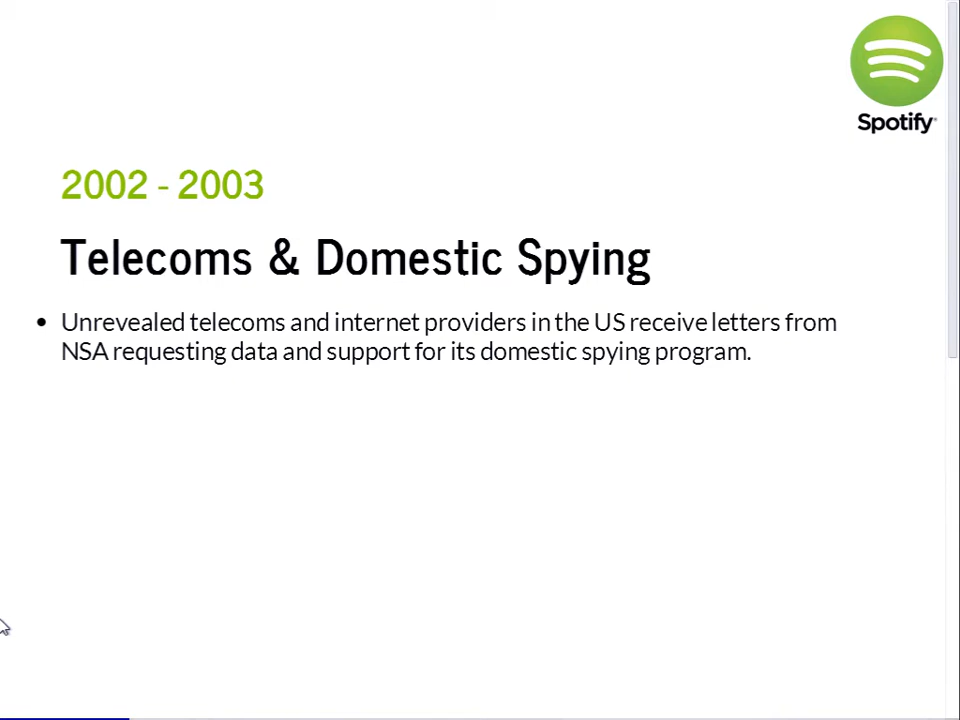 Spotify
2002 - 2003
Telecoms & Domestic Spying
• Unrevealed telecoms and internet providers in the US receive letters from
NSA requesting data and support for its domestic spying program.